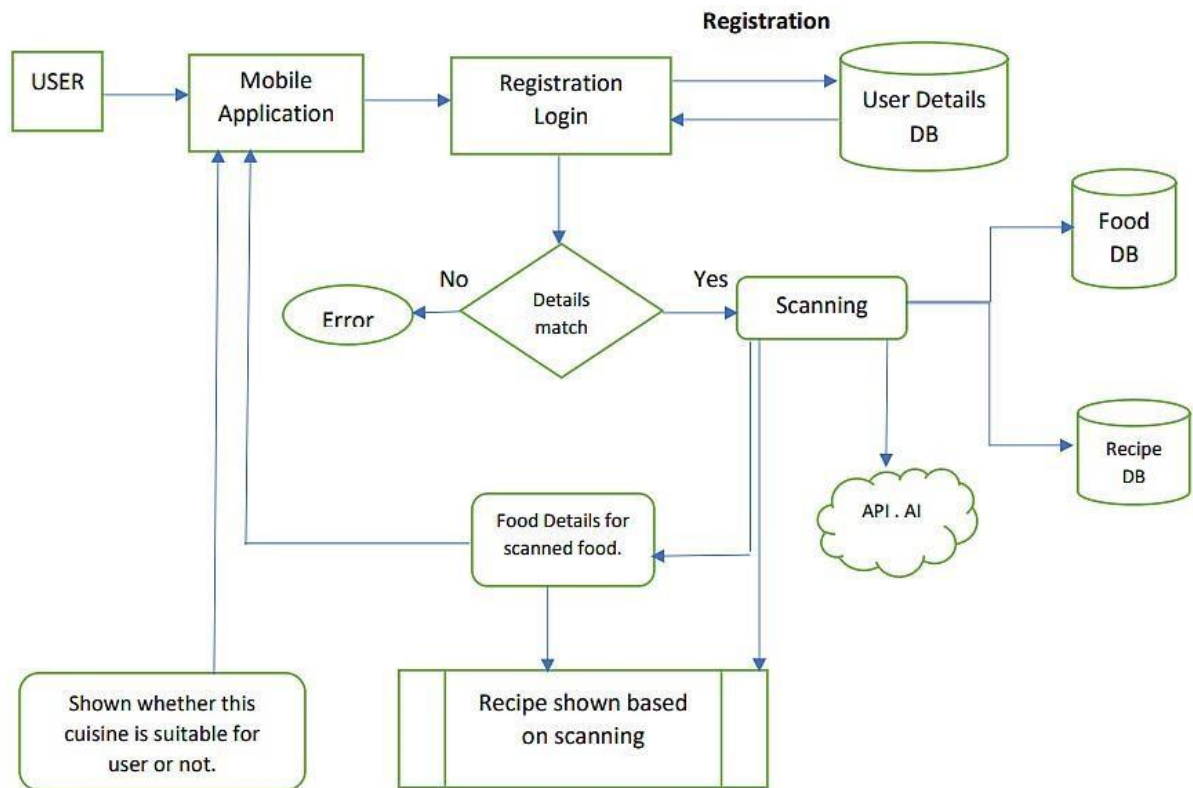 Registration
USER
Mobile
Application
Registration
Login
User Details
DB
Food
DB
No
Yes
Error
Details
match
Scanning
Recipe
DB
API . AI
Food Details for
scanned food.
Shown whether this
cuisine is suitable for
user or not.
Recipe shown based
on scanning